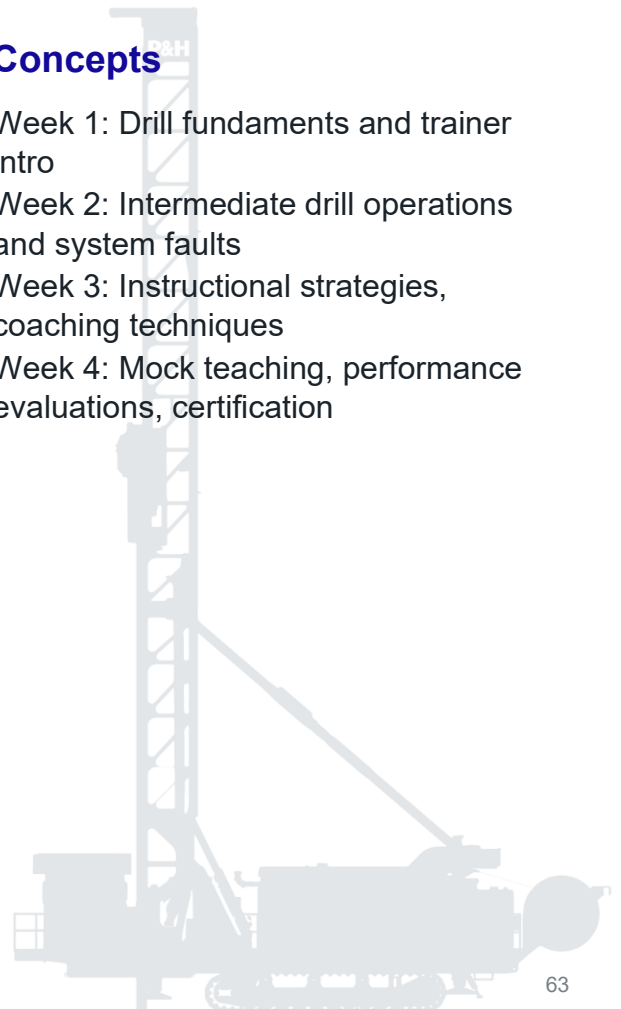 P&H
Concepts
Week 1: Drill fundaments and trainer
intro
Week 2: Intermediate drill operations
and system faults
Week 3: Instructional strategies,
coaching techniques
Week 4: Mock teaching, performance
evaluations, certification
63